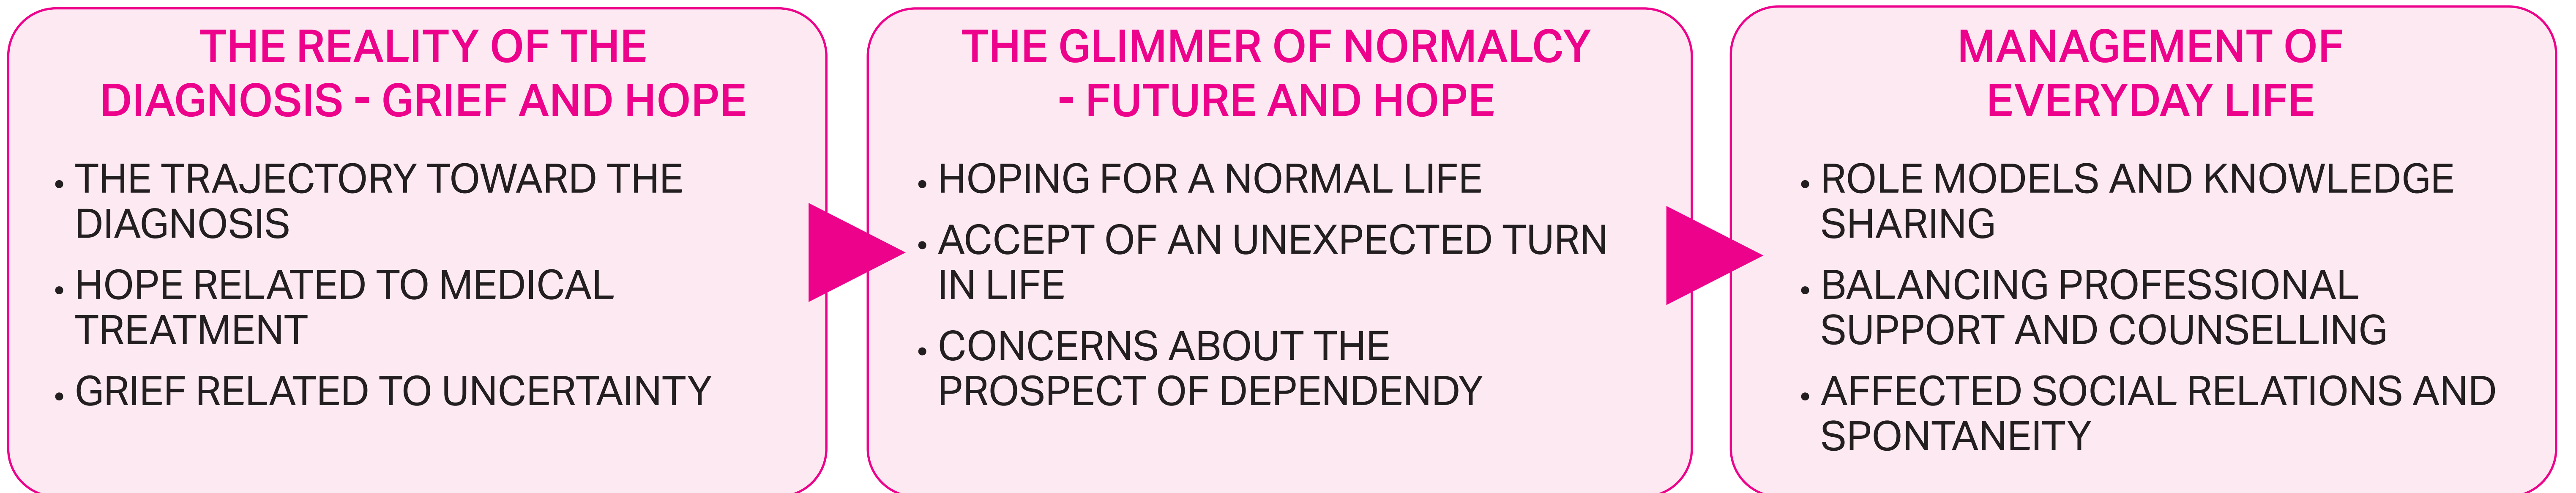 THE REALITY OF THE
DIAGNOSIS - GRIEF AND HOPE
• THE TRAJECTORY TOWARD THE
DIAGNOSIS
• HOPE RELATED TO MEDICAL
TREATMENT
• GRIEF RELATED TO UNCERTAINTY
THE GLIMMER OF NORMALCY
- FUTURE AND HOPE
• HOPING FOR A NORMAL LIFE
• ACCEPT OF AN UNEXPECTED TURN
IN LIFE
• CONCERNS ABOUT THE
PROSPECT OF DEPENDENDY
MANAGEMENT OF
EVERYDAY LIFE
• ROLE MODELS AND KNOWLEDGE
SHARING
• BALANCING PROFESSIONAL
SUPPORT AND COUNSELLING
• AFFECTED SOCIAL RELATIONS AND
SPONTANEITY